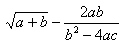 √(a+b) − 2ab/(b² − 4ac)